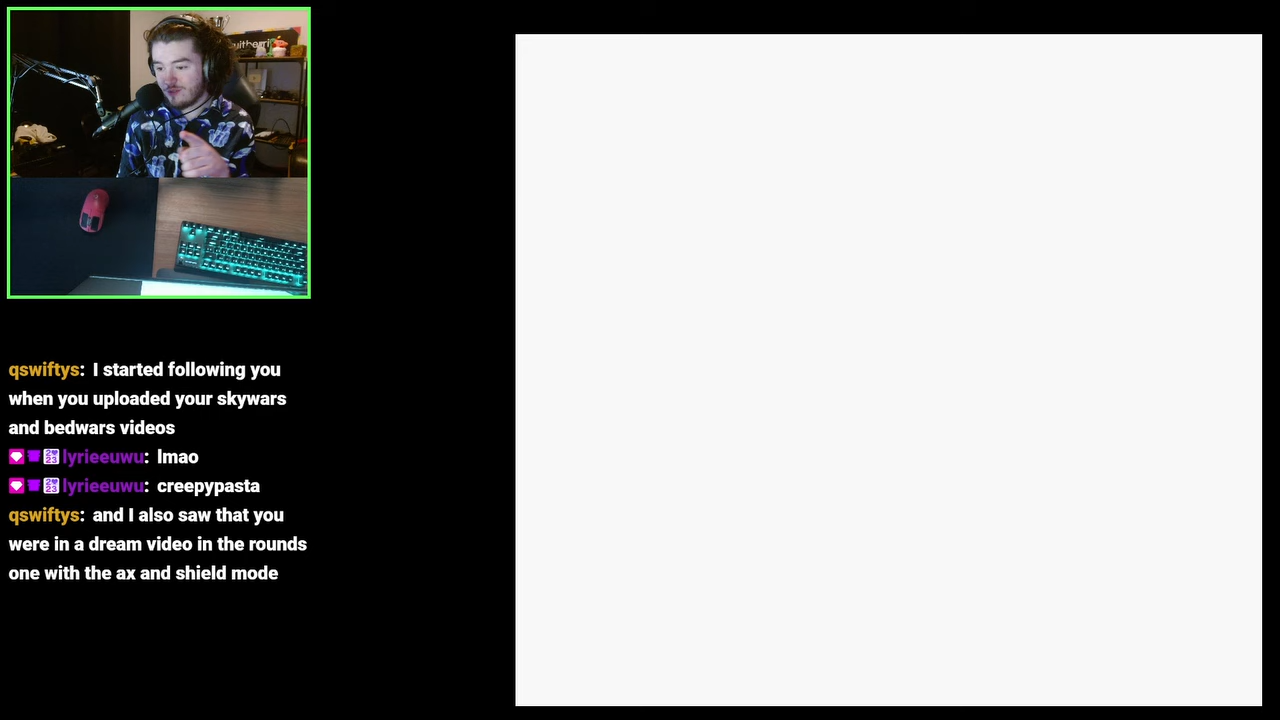 qswiftys: I started following you
when you uploaded your skywars
and bedwars videos
lyrieeuwu: lmao
lyrieeuwu: creepypasta
qswiftys: and I also saw that you
were in a dream video in the rounds
one with the ax and shield mode